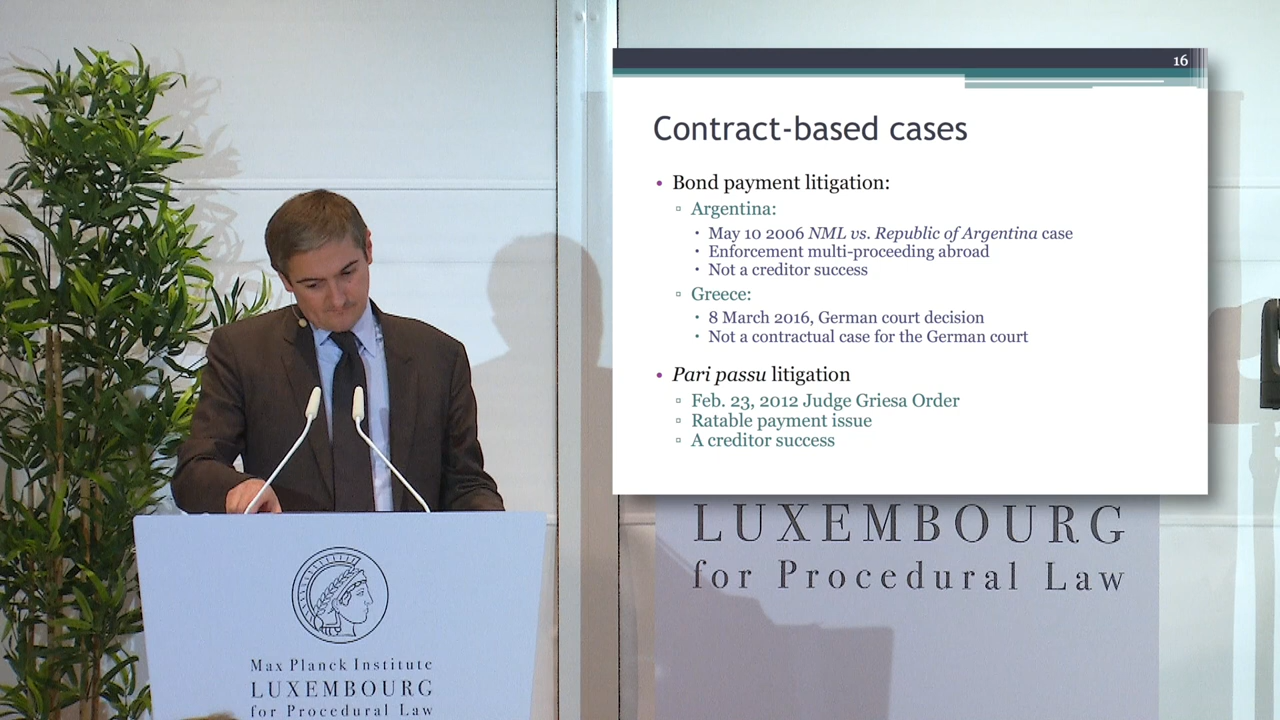 16
Contract-based cases
• Bond payment litigation:
▫ Argentina:
• May 10 2006 NML vs. Republic of Argentina case
• Enforcement multi-proceeding abroad
• Not a creditor success
▫ Greece:
• 8 March 2016, German court decision
• Not a contractual case for the German court
• Pari passu litigation
▫ Feb. 23, 2012 Judge Griesa Order
▫ Ratable payment issue
▫ A creditor success
LUXEMBOURG
for Procedural Law
Max Planck Institute
LUXEMBOURG
for Procedural Law